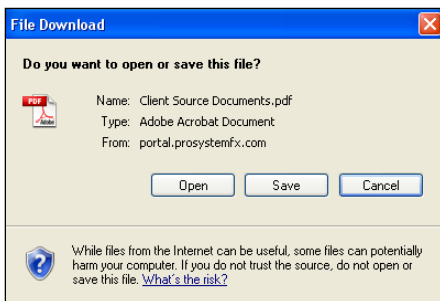 File Download
Do you want to open or save this file?
PDF
Adobe
Name: Client Source Documents.pdf
Type: Adobe Acrobat Document
From: portal.prosystemfx.com
Open Save Cancel
While files from the Internet can be useful, some files can potentially
harm your computer. If you do not trust the source, do not open or
save this file. What's the risk?